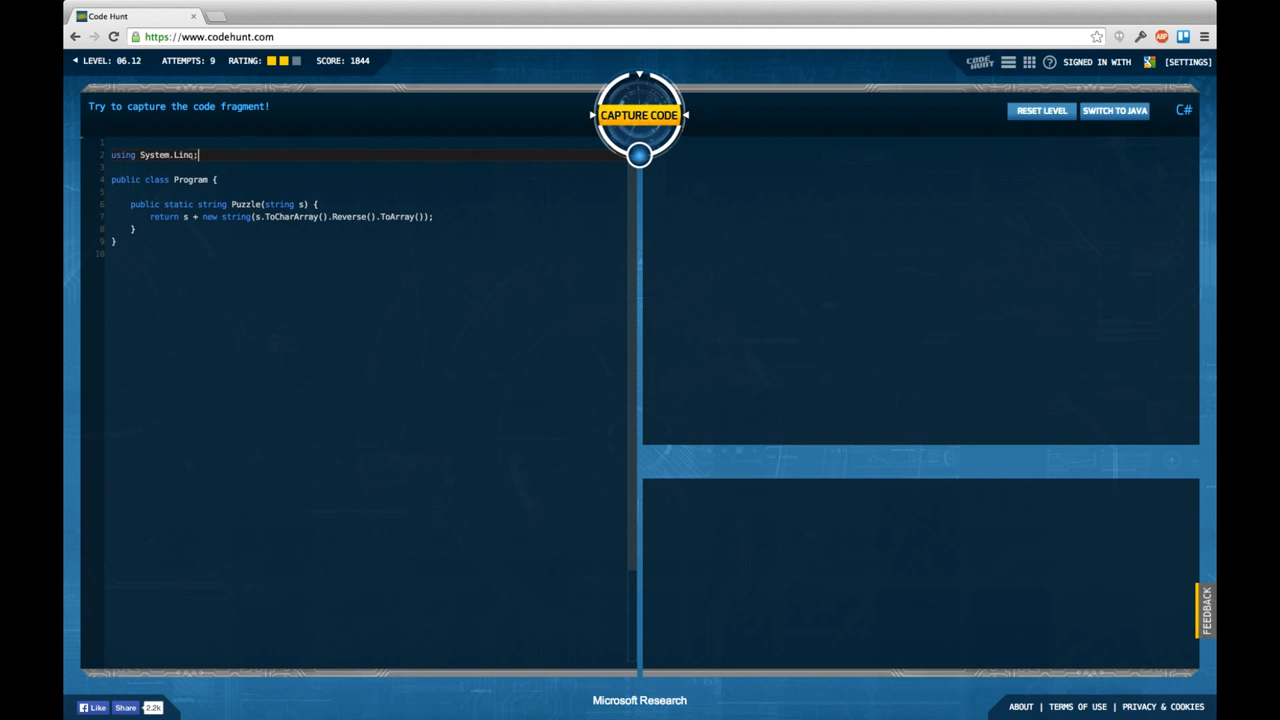 Code Hunt
https://www.codehunt.com
LEVEL: 06.12 ATTEMPTS: 9 RATING: SCORE: 1844
CODE HUNT
SIGNED IN WITH [SETTINGS]
Try to capture the code fragment!
CAPTURE CODE
RESET LEVEL SWITCH TO JAVA C#
1
2 using System.Linq;
3
4 public class Program {
5
6 public static string Puzzle(string s) {
7 return s + new string(s.ToCharArray().Reverse().ToArray());
8 }
9 }
10
FEEDBACK
Microsoft Research
Like Share 2.2k
ABOUT | TERMS OF USE | PRIVACY & COOKIES